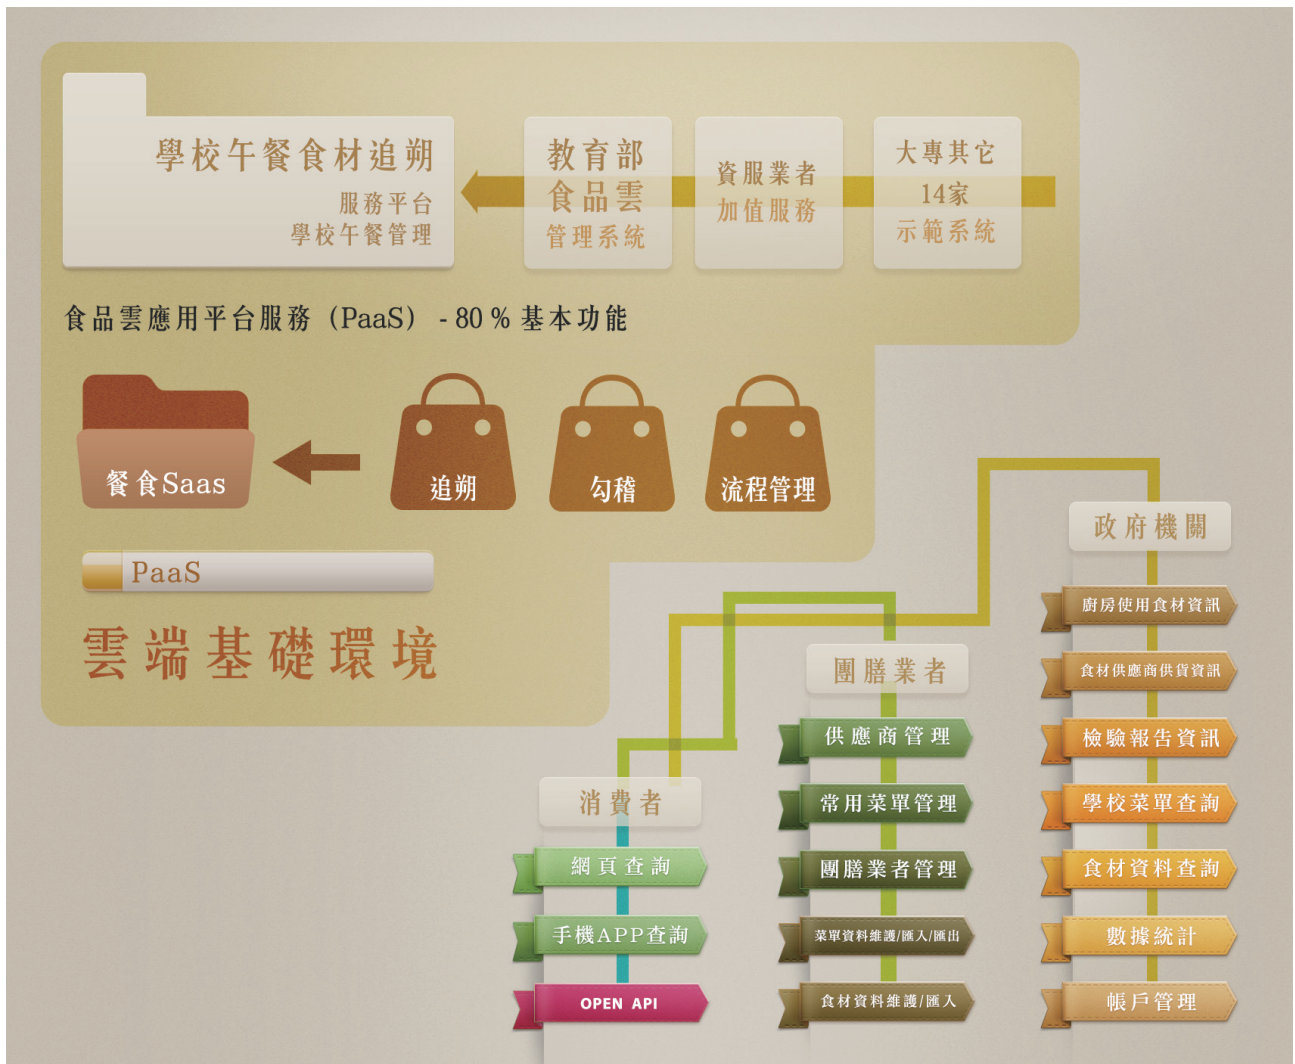 學校午餐食材追朔
服務平台
學校午餐管理
教育部
食品雲
管理系統
資服業者
加值服務
大專其它
14家
示範系統
食品雲應用平台服務（PaaS） - 80 % 基本功能
餐食Saas
追朔
勾稽
流程管理
PaaS
雲端基礎環境
消費者
網頁查詢
手機APP查詢
OPEN API
團膳業者
供應商管理
常用菜單管理
團膳業者管理
菜單資料維護/匯入/匯出
食材資料維護/匯入
政府機關
廚房使用食材資訊
食材供應商供貨資訊
檢驗報告資訊
學校菜單查詢
食材資料查詢
數據統計
帳戶管理